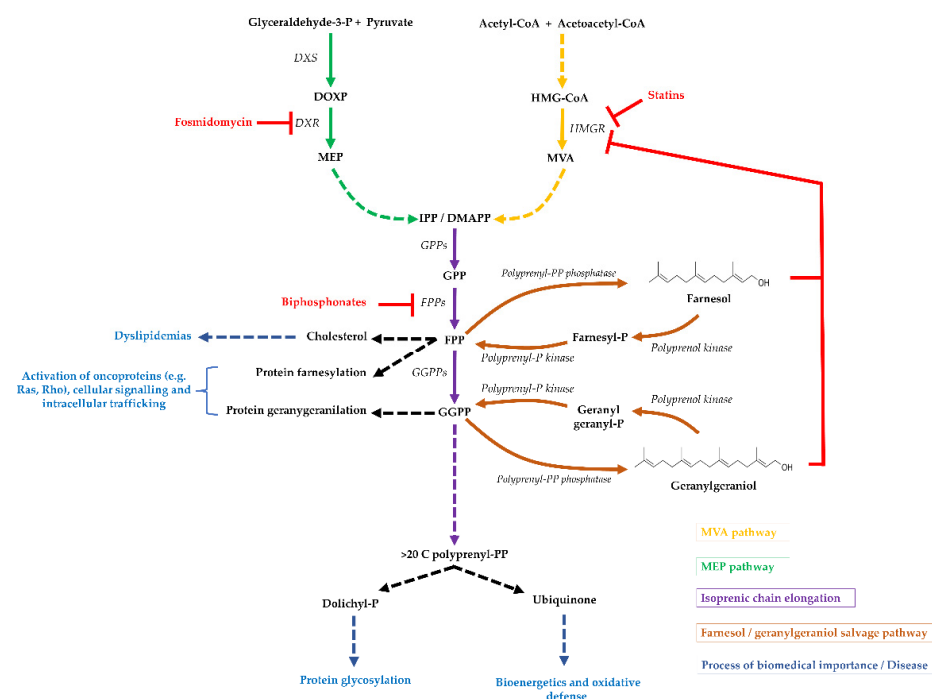 Glyceraldehyde-3-P + Pyruvate
Acetyl-CoA + Acetoacetyl-CoA
DXS
DOXP
HMG-CoA
Statins
Fosmidomycin
DXR
HMGR
MEP
MVA
IPP / DMAPP
GPPs
GPP
Polyprenyl-PP phosphatase
OH
Farnesol
Biphosphonates
FPPs
Dyslipidemias
Cholesterol
FPP
Farnesyl-P
Polyprenyl-P kinase
Polyprenol kinase
Protein farnesylation
GGPPs
Activation of oncoproteins (e.g.
Ras, Rho), cellular signalling and
intracellular trafficking
Polyprenyl-P kinase
Polyprenol kinase
Protein geranygeranilation
GGPP
Geranyl
geranyl-P
Polyprenyl-PP phosphatase
OH
Geranylgeraniol
MVA pathway
>20 C polyprenyl-PP
MEP pathway
Dolichyl-P
Ubiquinone
Isoprenic chain elongation
Farnesol / geranylgeraniol salvage pathway
Process of biomedical importance / Disease
Protein glycosylation
Bioenergetics and oxidative
defense